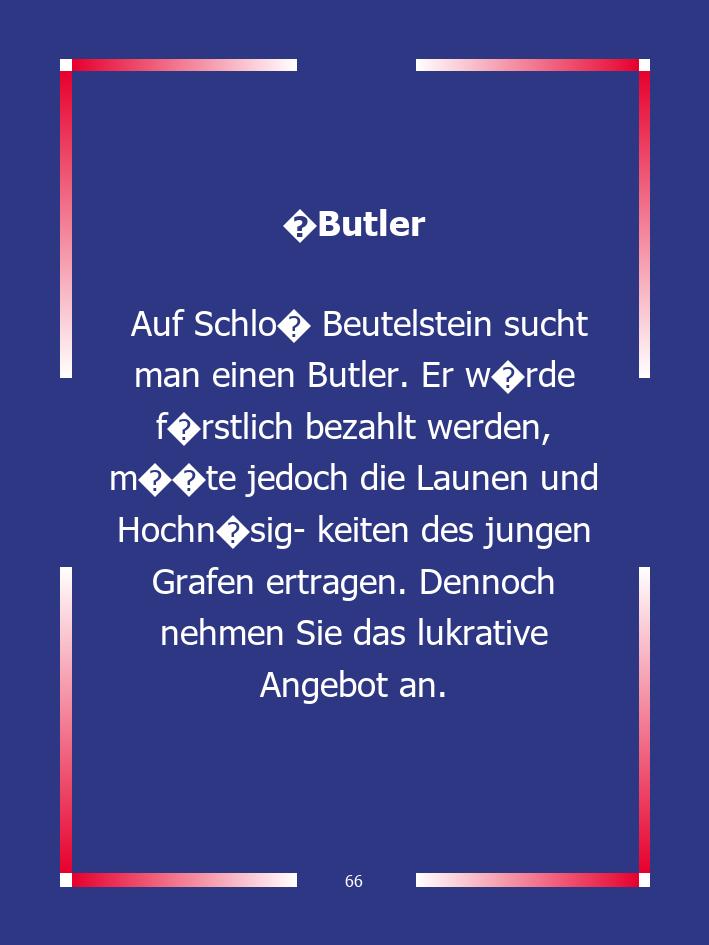 �Butler
Auf Schlo� Beutelstein sucht
man einen Butler. Er w�rde
f�rstlich bezahlt werden,
m��te jedoch die Launen und
Hochn�sig- keiten des jungen
Grafen ertragen. Dennoch
nehmen Sie das lukrative
Angebot an.
66